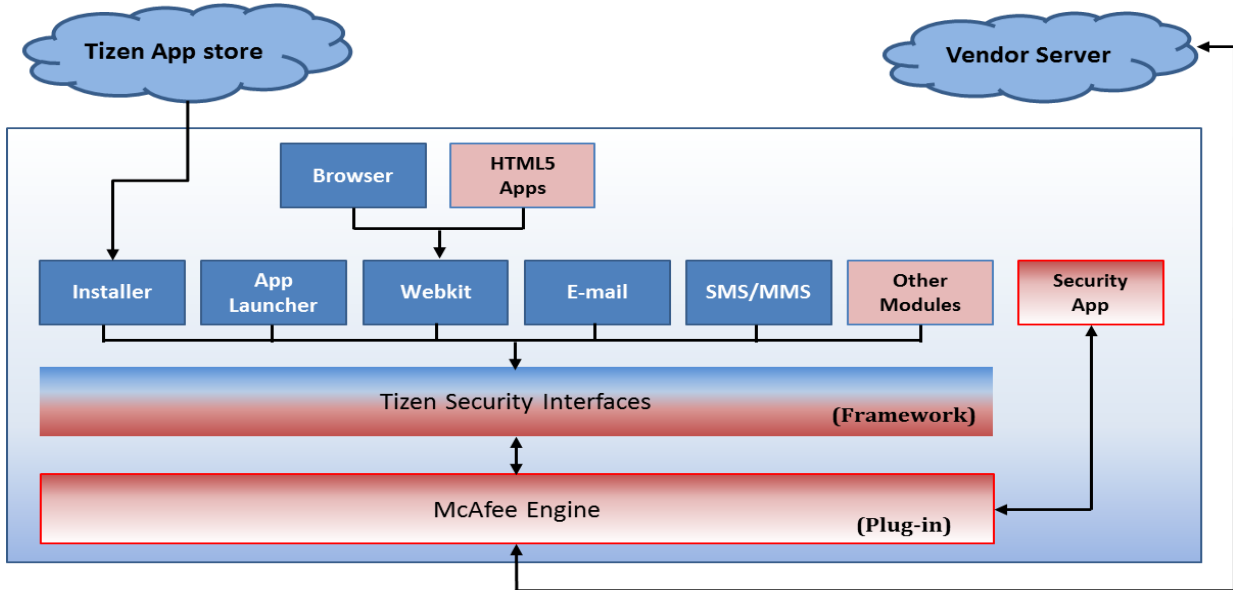 Tizen App store
Vendor Server
Browser
HTML5
Apps
Installer
App
Launcher
Webkit
E-mail
SMS/MMS
Other
Modules
Security
App
Tizen Security Interfaces
(Framework)
McAfee Engine
(Plug-in)